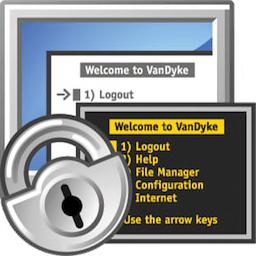 Welcome to VanDyke
1) Logout
Welcome to VanDyke
1) Logout
2) Help
File Manager
Configuration
Internet
Use the arrow keys